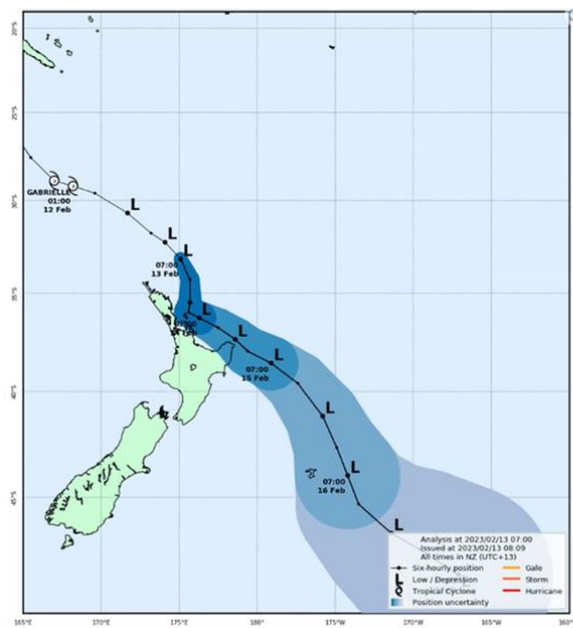 20°S
25°S
GABRIELLE
01:00
12 Feb
30°S
L
L
L
07:00
13 Feb
35°S
L
L
L
07:00
15 Feb
40°S
L
L
07:00
16 Feb
45°S
L
Analysis at 2023/02/13 07:00
Issued at 2023/02/13 08:09
All times in NZ (UTC+13)
Six-hourly position
Gale
L Low / Depression
Storm
Tropical Cyclone
Hurricane
Position uncertainty
165°E
170°E
175°E
180°
175°W
170°W
165°W